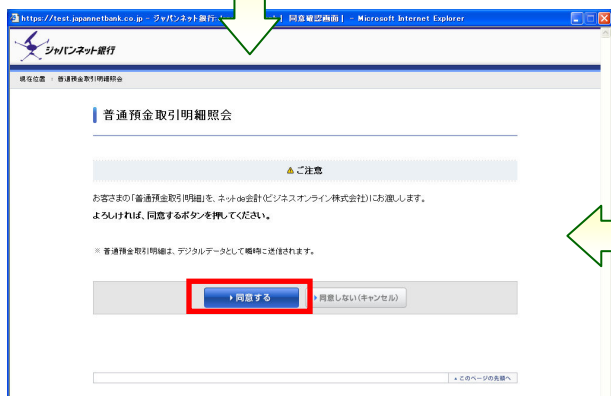 https://test.japannetbank.co.jp - ジャパンネット銀行 同意確認画面 | - Microsoft Internet Explorer
ジャパンネット銀行
現在位置 : 普通預金取引明細照会
普通預金取引明細照会
ご注意
お客さまの「普通預金取引明細」を、ネットde会計(ビジネスオンライン株式会社)にお渡しします。
よろしければ、同意するボタンを押してください。
※ 普通預金取引明細は、デジタルデータとして瞬時に送信されます。
同意する
同意しない(キャンセル)
このページの先頭へ